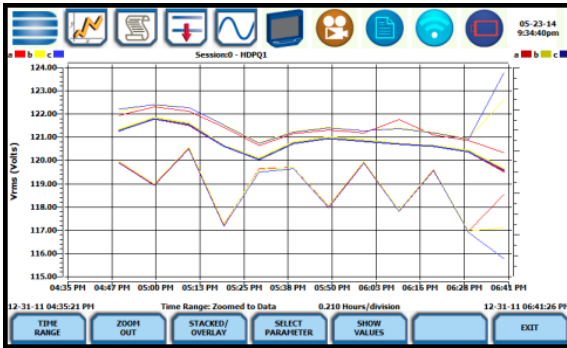 05-23-14
9:34:40pm
a b c
Session:0 - HDPQ1
a b c
124.00
123.00
122.00
121.00
120.00
119.00
118.00
117.00
116.00
115.00
Vrms (Volts)
04:35 PM 04:47 PM 05:00 PM 05:13 PM 05:25 PM 05:38 PM 05:50 PM 06:03 PM 06:16 PM 06:28 PM 06:41 PM
12-31-11 04:35:21 PM Time Range: Zoomed to Data 0.210 Hours/division 12-31-11 06:41:26 PM
TIME RANGE
ZOOM OUT
STACKED/ OVERLAY
SELECT PARAMETER
SHOW VALUES
EXIT